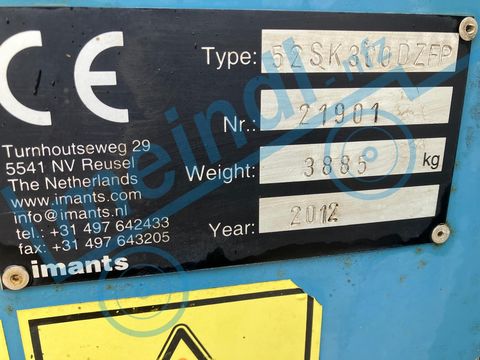 CE
Type: 52SK300DZFP
Nr.: 21901
Weight: 3885 kg
Year: 2012
Turnhoutseweg 29
5541 NV Reusel
The Netherlands
www.imants.com
info@imants.nl
tel.: +31 497 642433
fax: +31 497 643205
imants